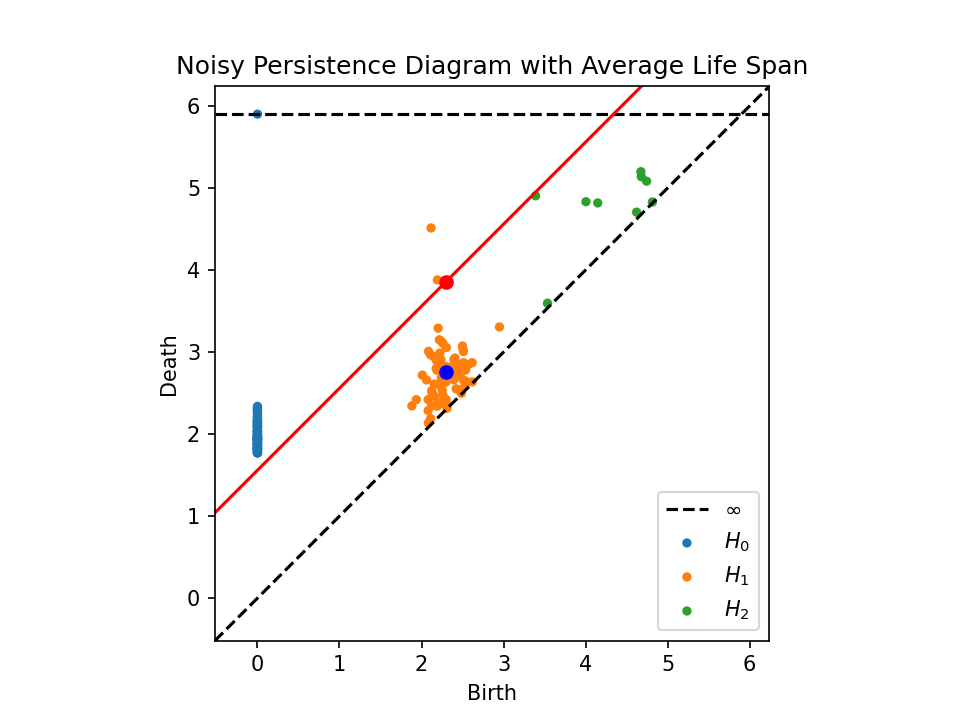 Noisy Persistence Diagram with Average Life Span
Death
6
5
4
3
2
1
0
0 1 2 3 4 5 6
Birth
∞
H₀
H₁
H₂